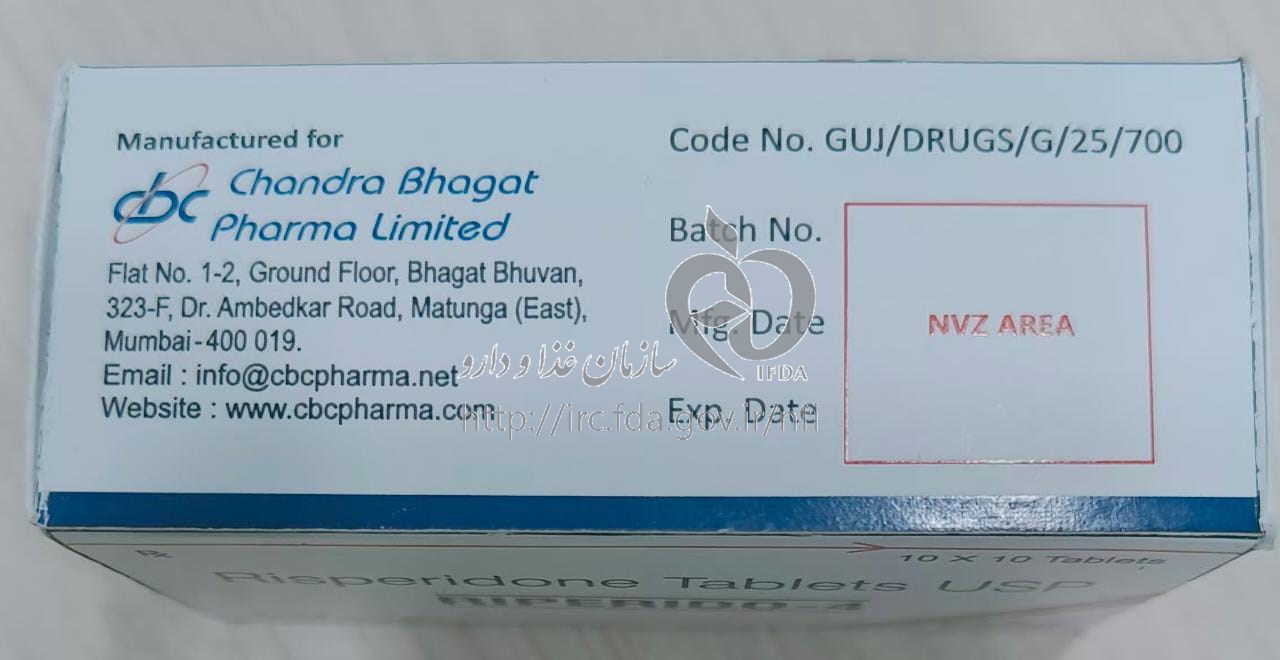 Manufactured for
cbc Chandra Bhagat
Pharma Limited
Flat No. 1-2, Ground Floor, Bhagat Bhuvan,
323-F, Dr. Ambedkar Road, Matunga (East),
Mumbai-400 019.
Email : info@cbcpharma.net
Website : www.cbcpharma.com
Code No. GUJ/DRUGS/G/25/700
Batch No.
Mfg. Date
Exp. Date
NVZ AREA
سازمان غذا و دارو
IFDA
http://irc.fda.gov.ir/nfi
Rx
10 X 10 Tablets
Risperidone Tablets USP
RIPERIDO-4